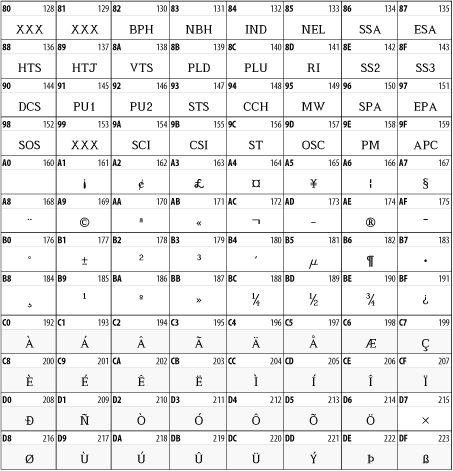 80 128 81 129 82 130 83 131 84 132 85 133 86 134 87 135
XXX XXX BPH NBH IND NEL SSA ESA
88 136 89 137 8A 138 8B 139 8C 140 8D 141 8E 142 8F 143
HTS HTJ VTS PLD PLU RI SS2 SS3
90 144 91 145 92 146 93 147 94 148 95 149 96 150 97 151
DCS PU1 PU2 STS CCH MW SPA EPA
98 152 99 153 9A 154 9B 155 9C 156 9D 157 9E 158 9F 159
SOS XXX SCI CSI ST OSC PM APC
A0 160 A1 161 A2 162 A3 163 A4 164 A5 165 A6 166 A7 167
¡ ¢ £ ¤ ¥ ¦ §
A8 168 A9 169 AA 170 AB 171 AC 172 AD 173 AE 174 AF 175
¨ © ª « ¬ – ® ¯
B0 176 B1 177 B2 178 B3 179 B4 180 B5 181 B6 182 B7 183
° ± ² ³ ´ µ ¶ ·
B8 184 B9 185 BA 186 BB 187 BC 188 BD 189 BE 190 BF 191
¸ ¹ º » ¼ ½ ¾ ¿
C0 192 C1 193 C2 194 C3 195 C4 196 C5 197 C6 198 C7 199
À Á Â Ã Ä Å Æ Ç
C8 200 C9 201 CA 202 CB 203 CC 204 CD 205 CE 206 CF 207
È É Ê Ë Ì Í Î Ï
D0 208 D1 209 D2 210 D3 211 D4 212 D5 213 D6 214 D7 215
Ð Ñ Ò Ó Ô Õ Ö ×
D8 216 D9 217 DA 218 DB 219 DC 220 DD 221 DE 222 DF 223
Ø Ù Ú Û Ü Ý Þ ß